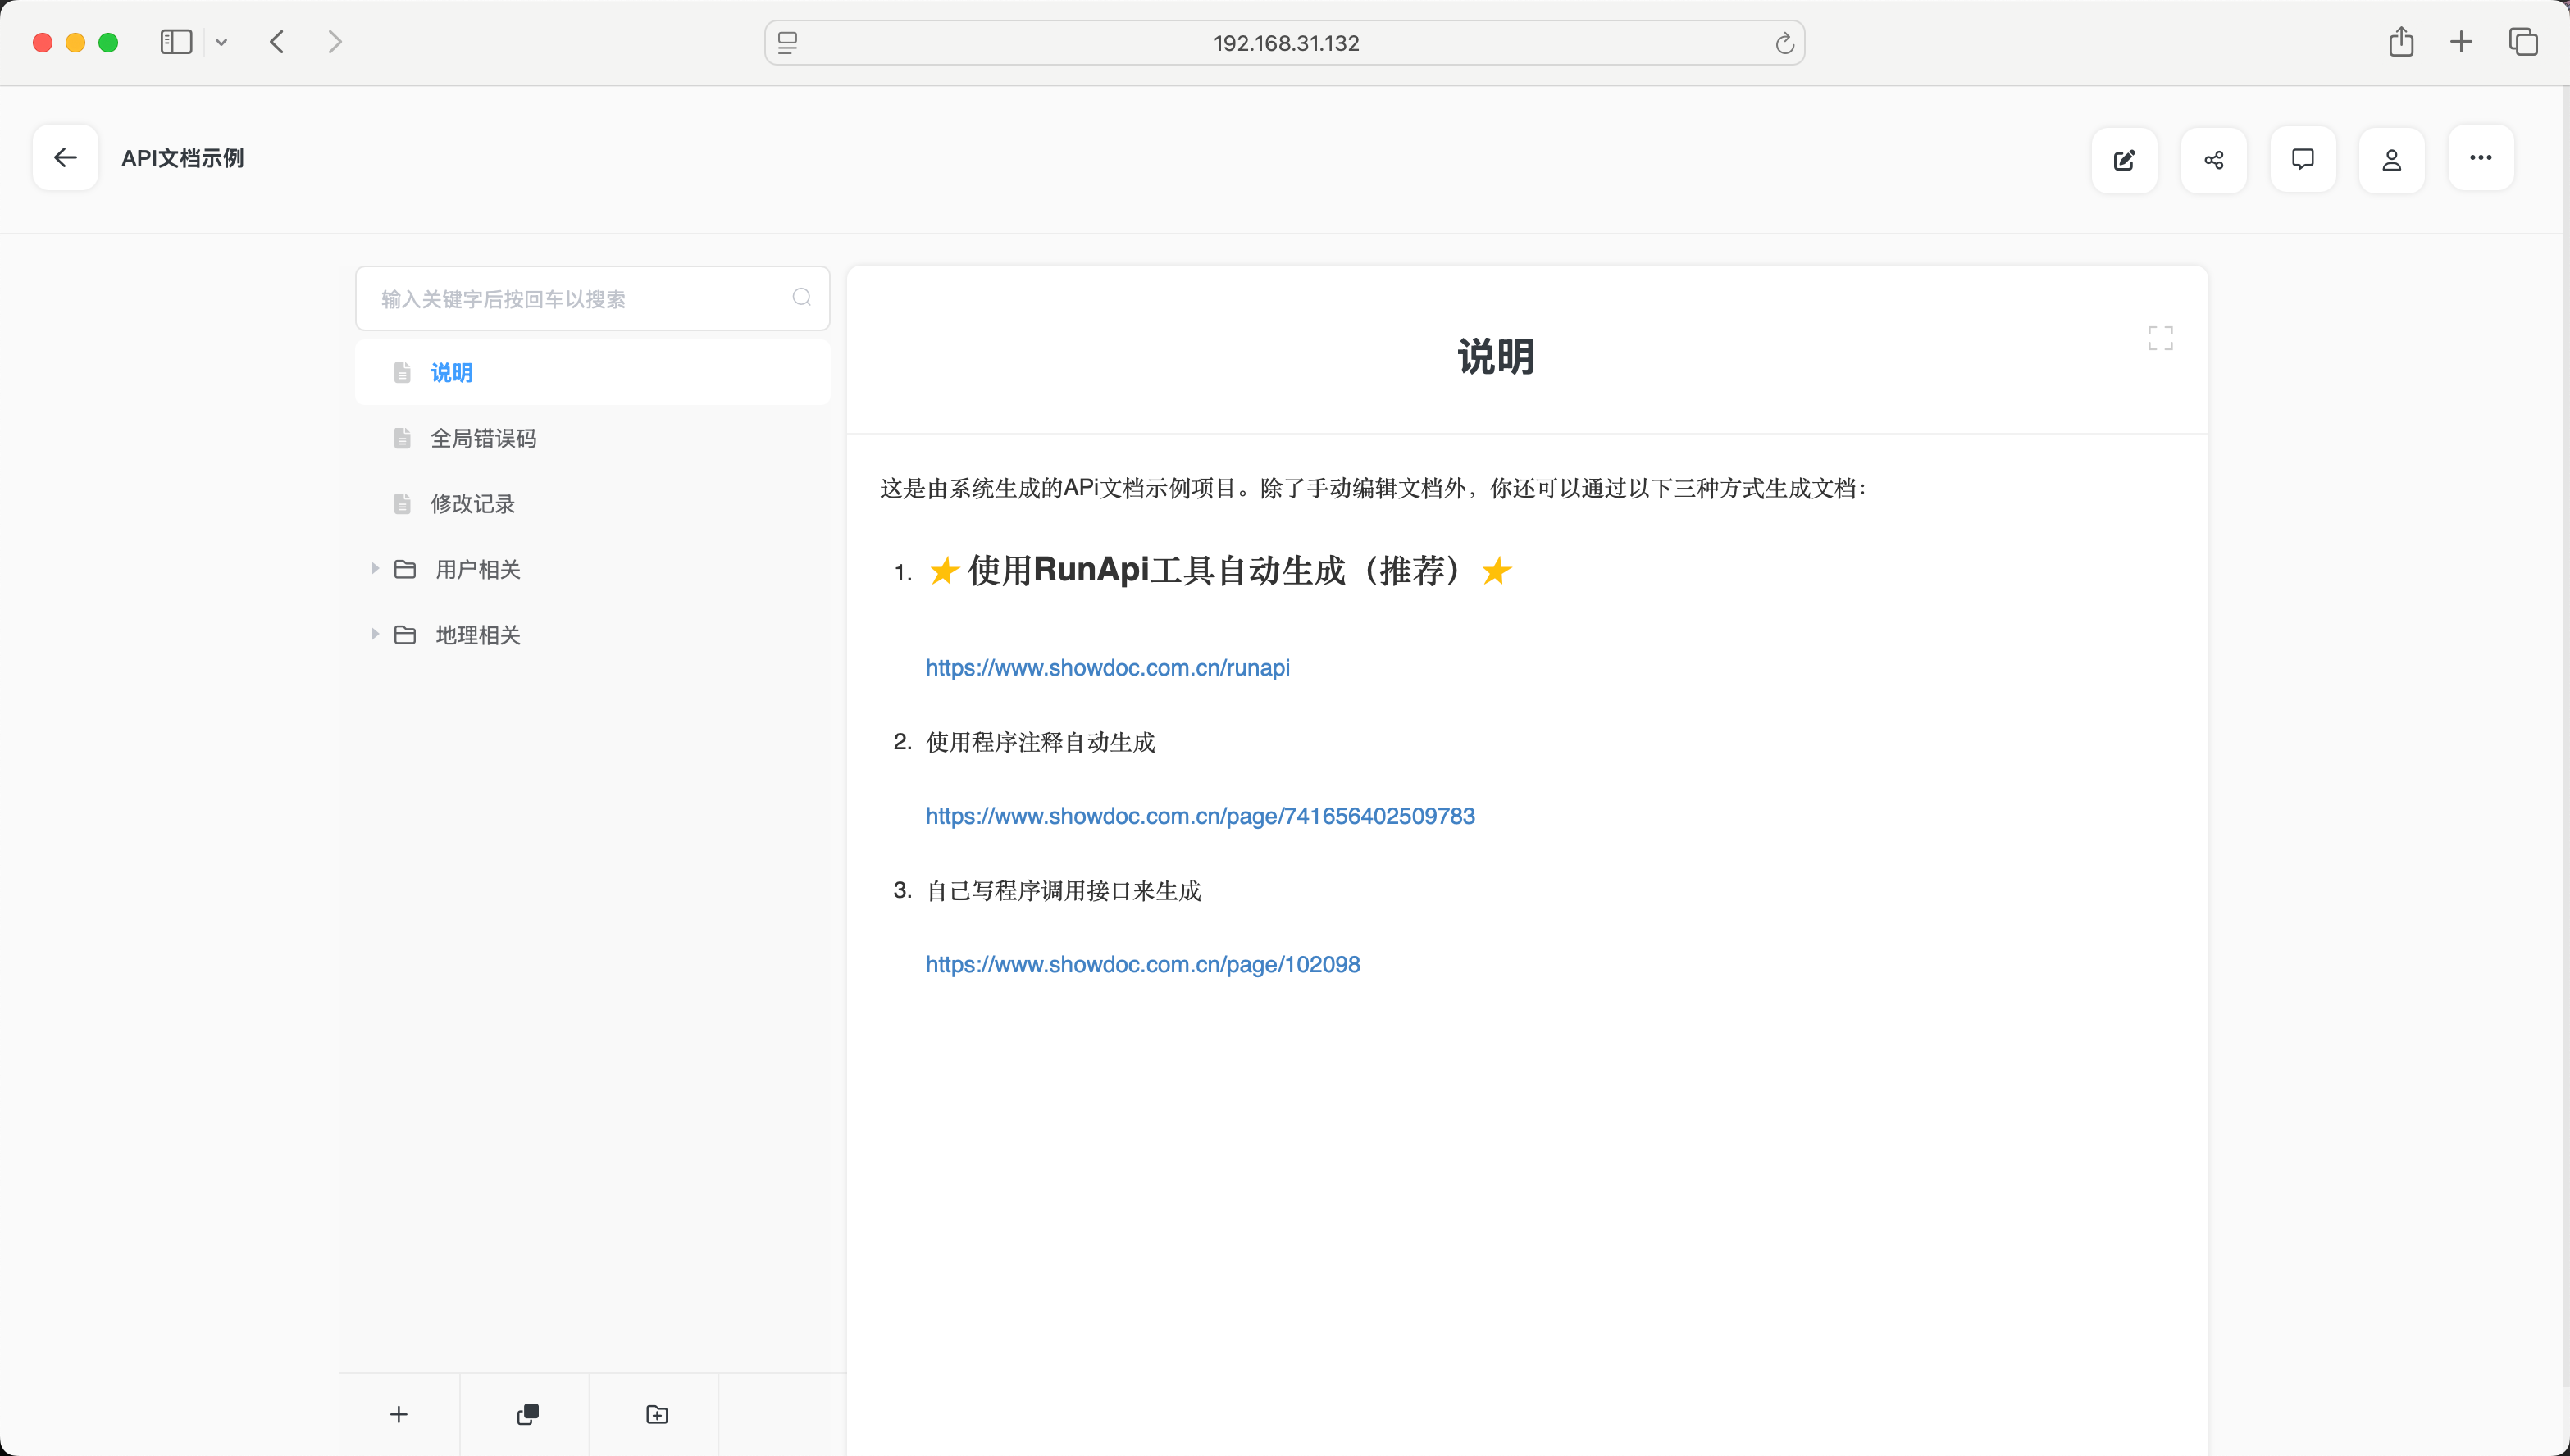 192.168.31.132
API文档示例
输入关键字后按回车以搜索
说明
全局错误码
修改记录
用户相关
地理相关
说明
这是由系统生成的APi文档示例项目。除了手动编辑文档外，你还可以通过以下三种方式生成文档：
1. ⭐ 使用RunApi工具自动生成（推荐）⭐
https://www.showdoc.com.cn/runapi
2. 使用程序注释自动生成
https://www.showdoc.com.cn/page/741656402509783
3. 自己写程序调用接口来生成
https://www.showdoc.com.cn/page/102098